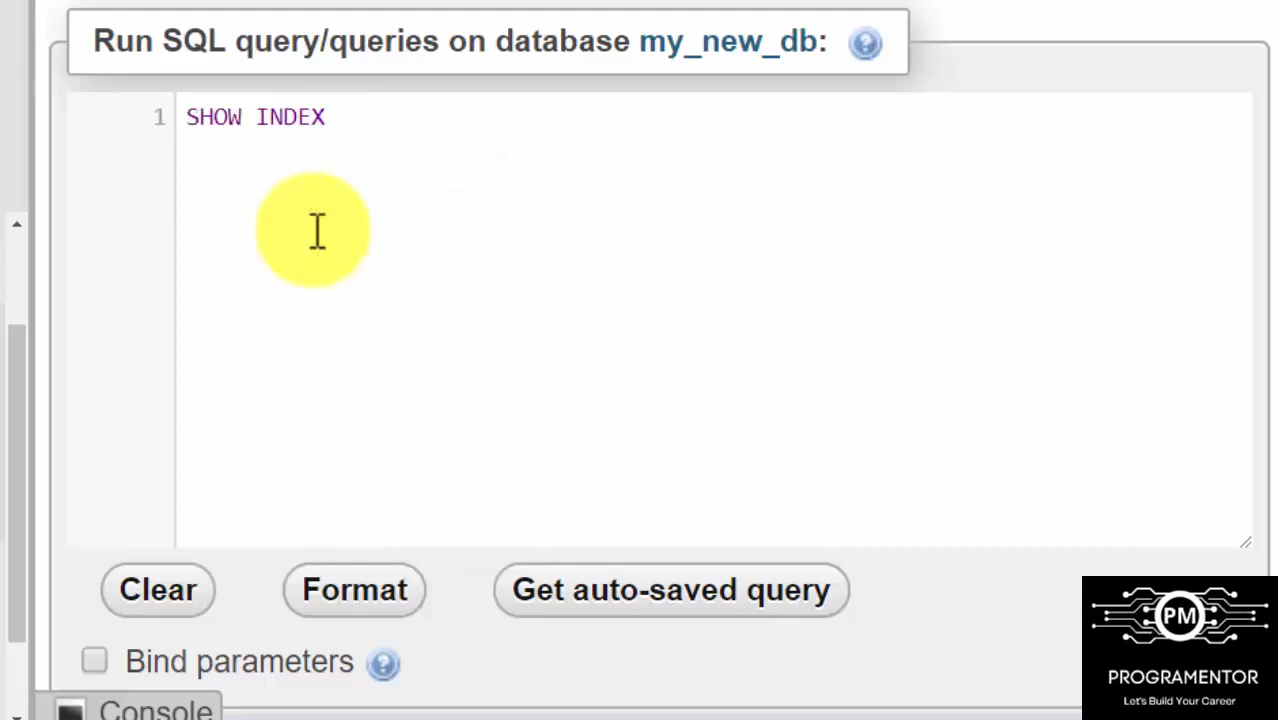 Run SQL query/queries on database my_new_db:
1 SHOW INDEX
Clear Format Get auto-saved query
Bind parameters
Console
PM
PROGRAMENTOR
Let's Build Your Career